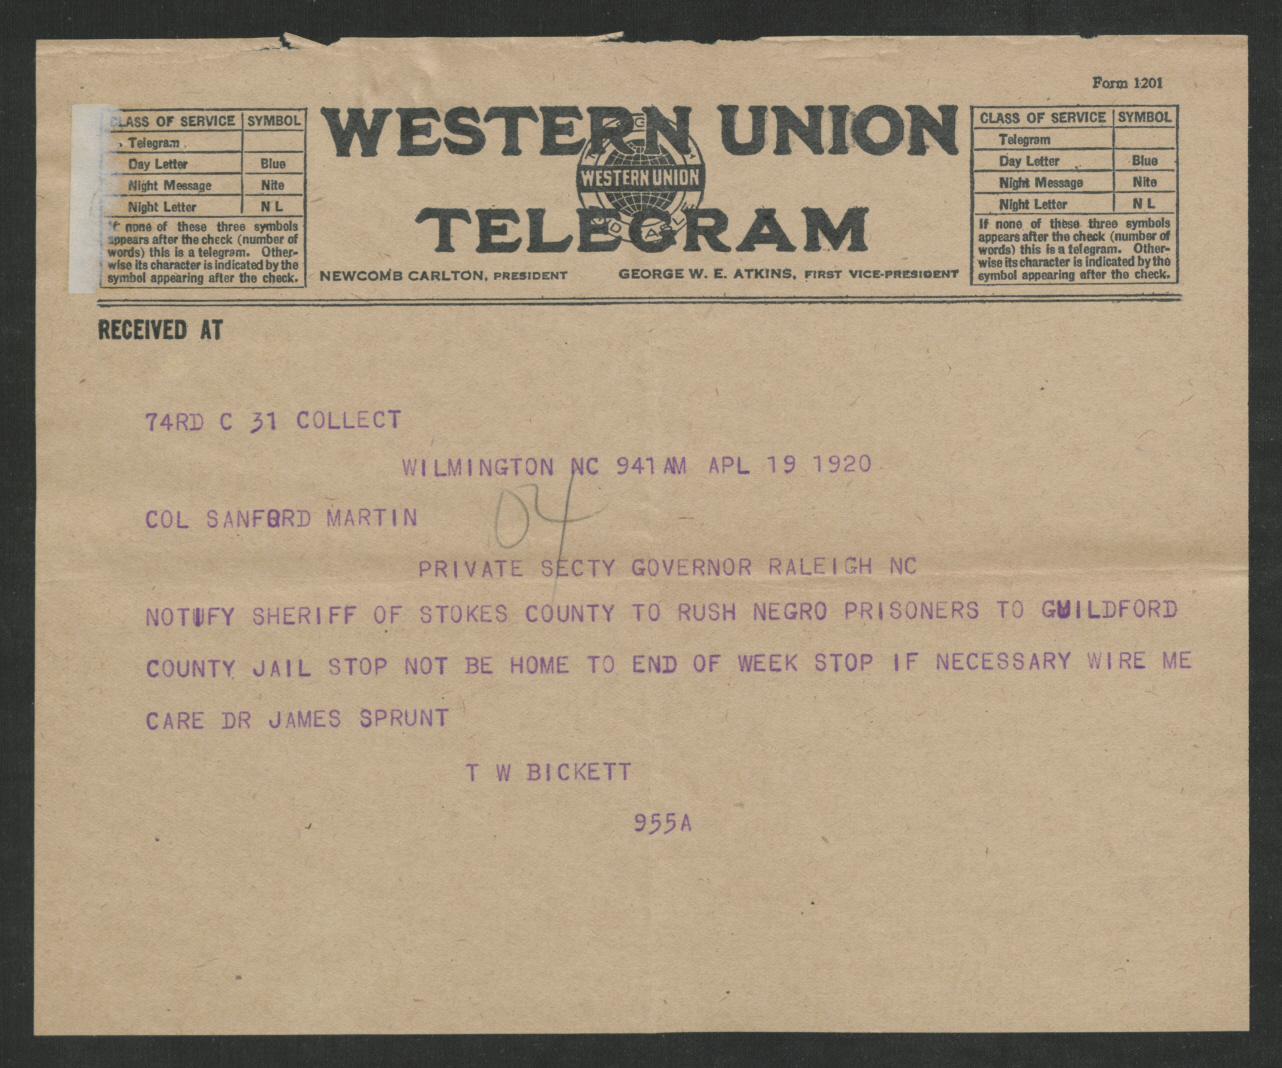 Form 1201
CLASS OF SERVICE SYMBOL
Telegram
Day Letter Blue
Night Message Nite
Night Letter N L
If none of these three symbols
appears after the check (number of
words) this is a telegram. Other-
wise its character is indicated by the
symbol appearing after the check.
WESTERN UNION
WESTERN UNION
TELEGRAM
NEWCOMB CARLTON, PRESIDENT GEORGE W. E. ATKINS, FIRST VICE-PRESIDENT
CLASS OF SERVICE SYMBOL
Telegram
Day Letter Blue
Night Message Nite
Night Letter N L
If none of these three symbols
appears after the check (number of
words) this is a telegram. Other-
wise its character is indicated by the
symbol appearing after the check.
RECEIVED AT
74RD C 31 COLLECT
WILMINGTON NC 941AM APL 19 1920
COL SANFORD MARTIN
04
PRIVATE SECTY GOVERNOR RALEIGH NC
NOTIFY SHERIFF OF STOKES COUNTY TO RUSH NEGRO PRISONERS TO GUILDFORD
COUNTY JAIL STOP NOT BE HOME TO END OF WEEK STOP IF NECESSARY WIRE ME
CARE DR JAMES SPRUNT
T W BICKETT
955A